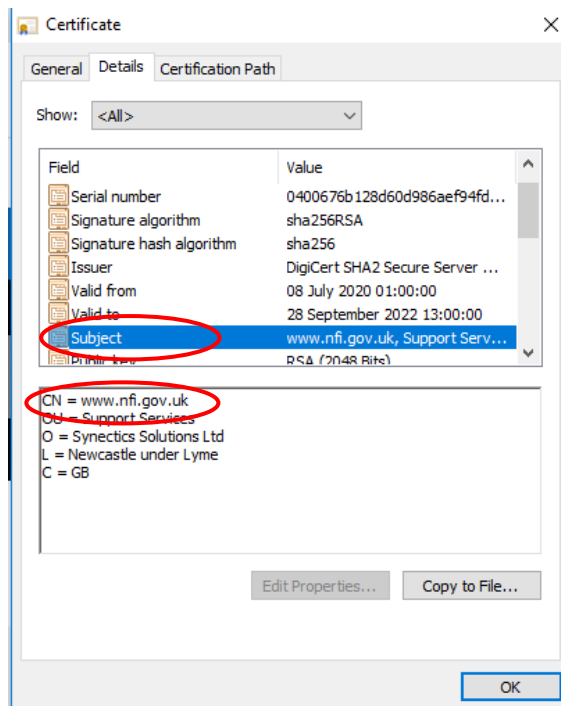 Certificate
General Details Certification Path
Show: <All>
Field Value
Serial number 0400676b128d60d986aef94fd...
Signature algorithm sha256RSA
Signature hash algorithm sha256
Issuer DigiCert SHA2 Secure Server ...
Valid from 08 July 2020 01:00:00
Valid to 28 September 2022 13:00:00
Subject www.nfi.gov.uk, Support Serv...
Public key RSA (2048 Bits)
CN = www.nfi.gov.uk
OU = Support Services
O = Synectics Solutions Ltd
L = Newcastle under Lyme
C = GB
Edit Properties... Copy to File...
OK